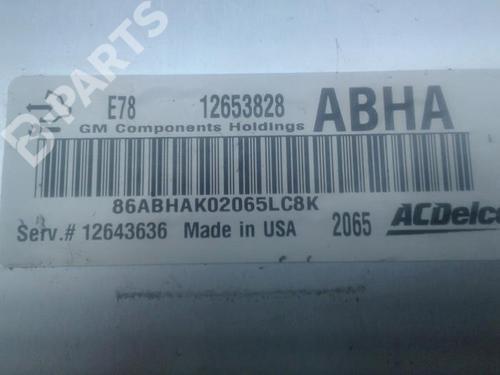 B-PARTS
E78 12653828 ABHA
GM Components Holdings
86ABHAK02065LC8K
Serv.# 12643636 Made in USA 2065 ACDelco